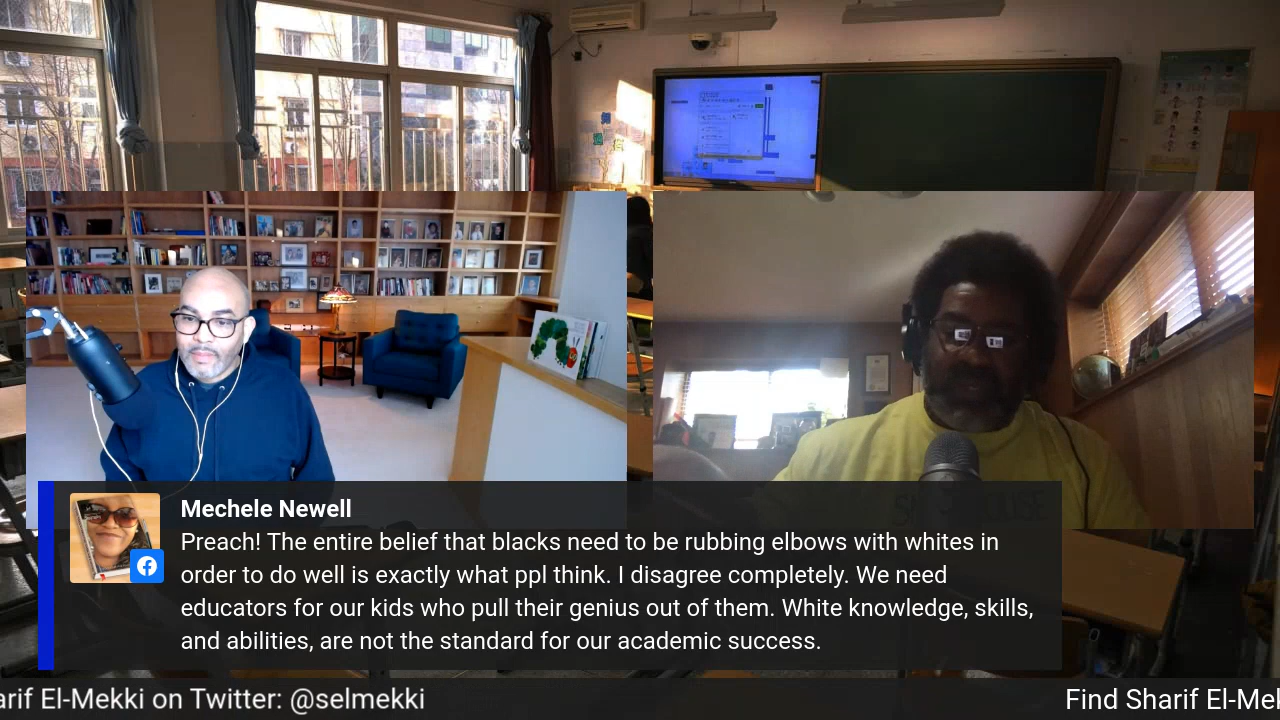 Mechele Newell
Preach! The entire belief that blacks need to be rubbing elbows with whites in
order to do well is exactly what ppl think. I disagree completely. We need
educators for our kids who pull their genius out of them. White knowledge, skills,
and abilities, are not the standard for our academic success.
arif El-Mekki on Twitter: @selmekki
Find Sharif El-Mek